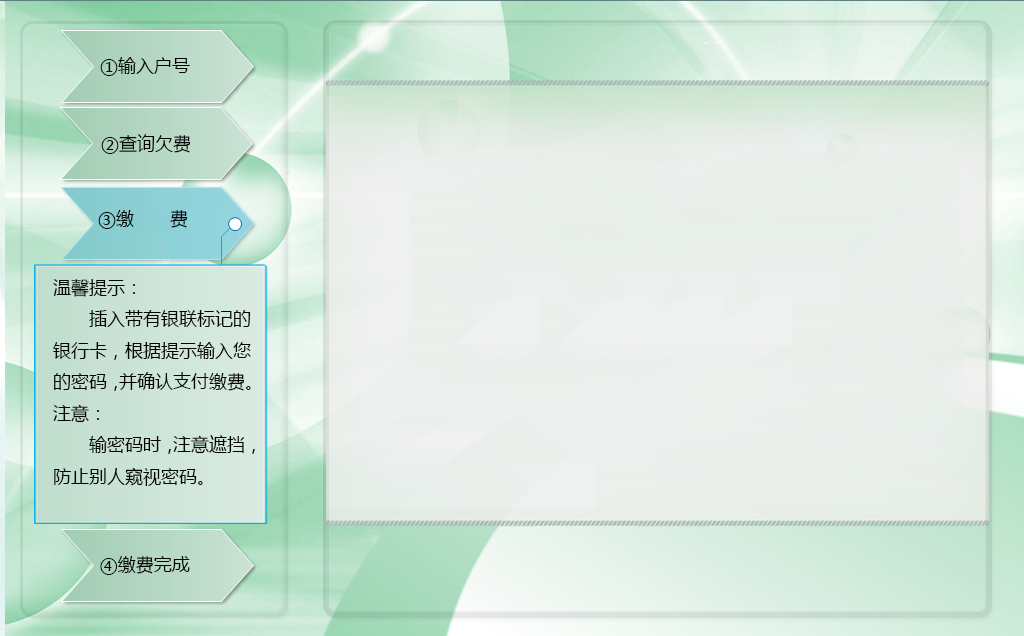 ①输入户号
②查询欠费
③缴 费
温馨提示：
插入带有银联标记的
银行卡，根据提示输入您
的密码，并确认支付缴费。
注意：
输密码时，注意遮挡，
防止别人窥视密码。
④缴费完成